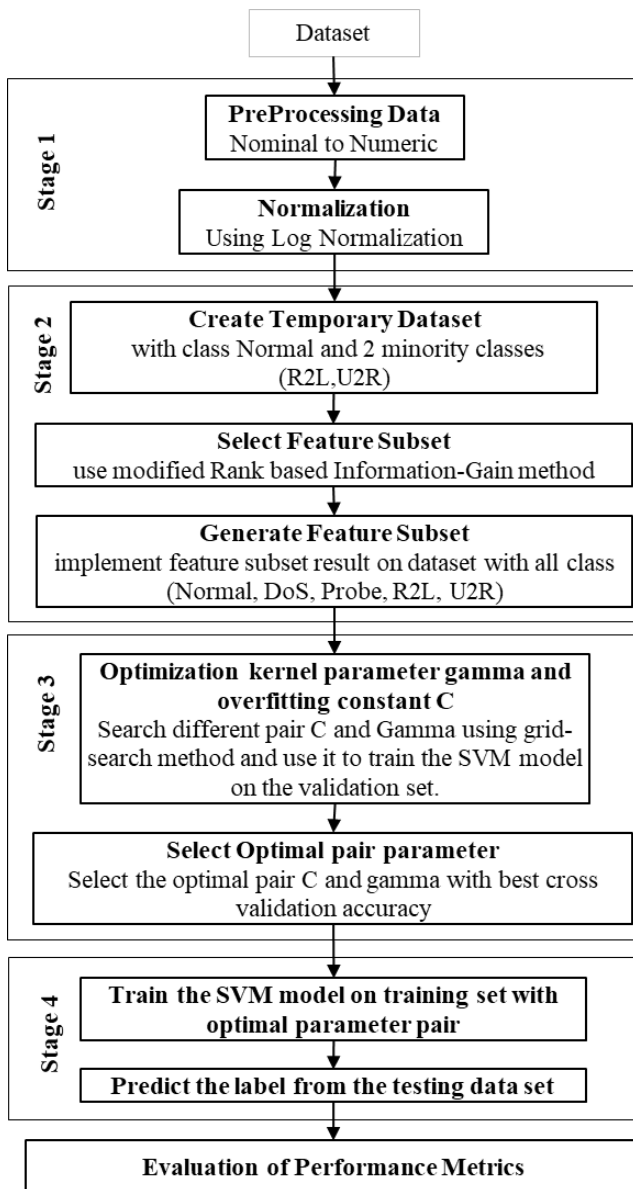 Dataset
Stage 1
PreProcessing Data
Nominal to Numeric
Normalization
Using Log Normalization
Stage 2
Create Temporary Dataset
with class Normal and 2 minority classes
(R2L,U2R)
Select Feature Subset
use modified Rank based Information-Gain method
Generate Feature Subset
implement feature subset result on dataset with all class
(Normal, DoS, Probe, R2L, U2R)
Stage 3
Optimization kernel parameter gamma and
overfitting constant C
Search different pair C and Gamma using grid-
search method and use it to train the SVM model
on the validation set.
Select Optimal pair parameter
Select the optimal pair C and gamma with best cross
validation accuracy
Stage 4
Train the SVM model on training set with
optimal parameter pair
Predict the label from the testing data set
Evaluation of Performance Metrics